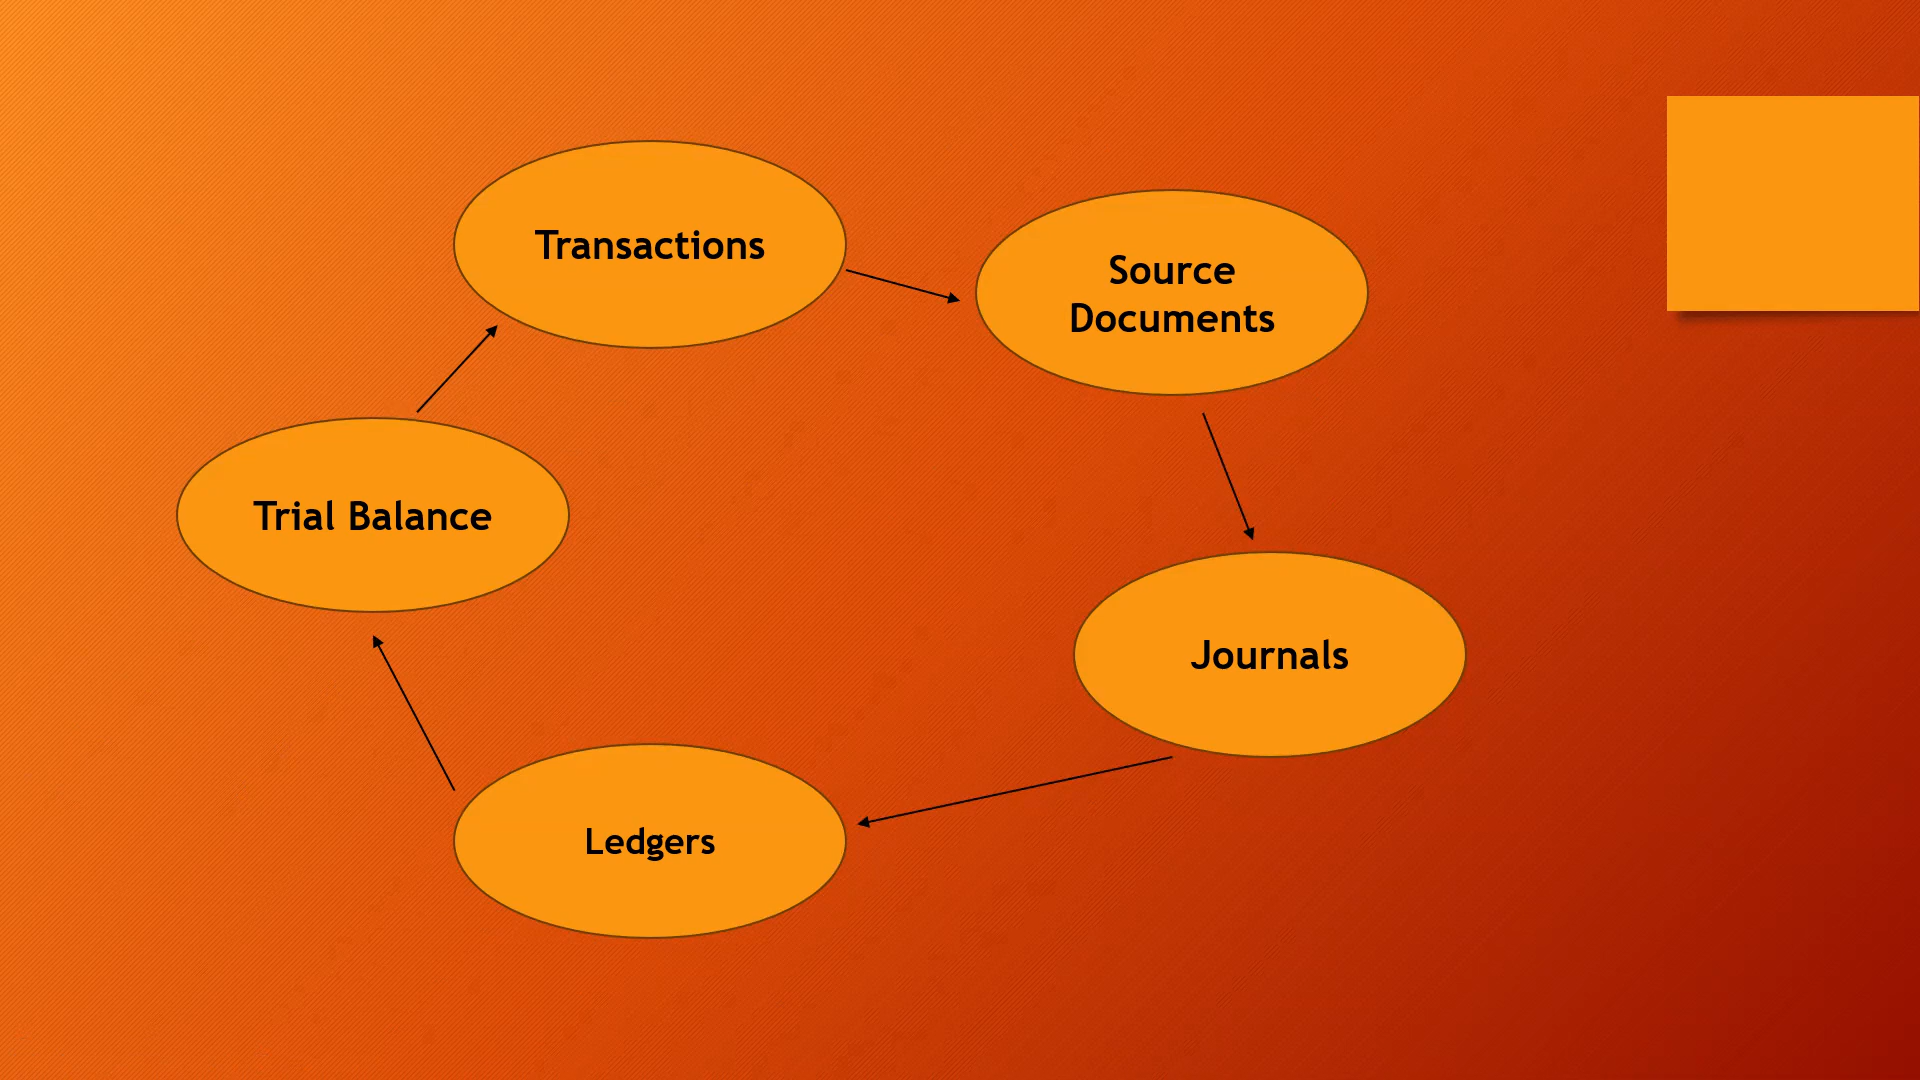 Transactions
Source
Documents
Trial Balance
Journals
Ledgers